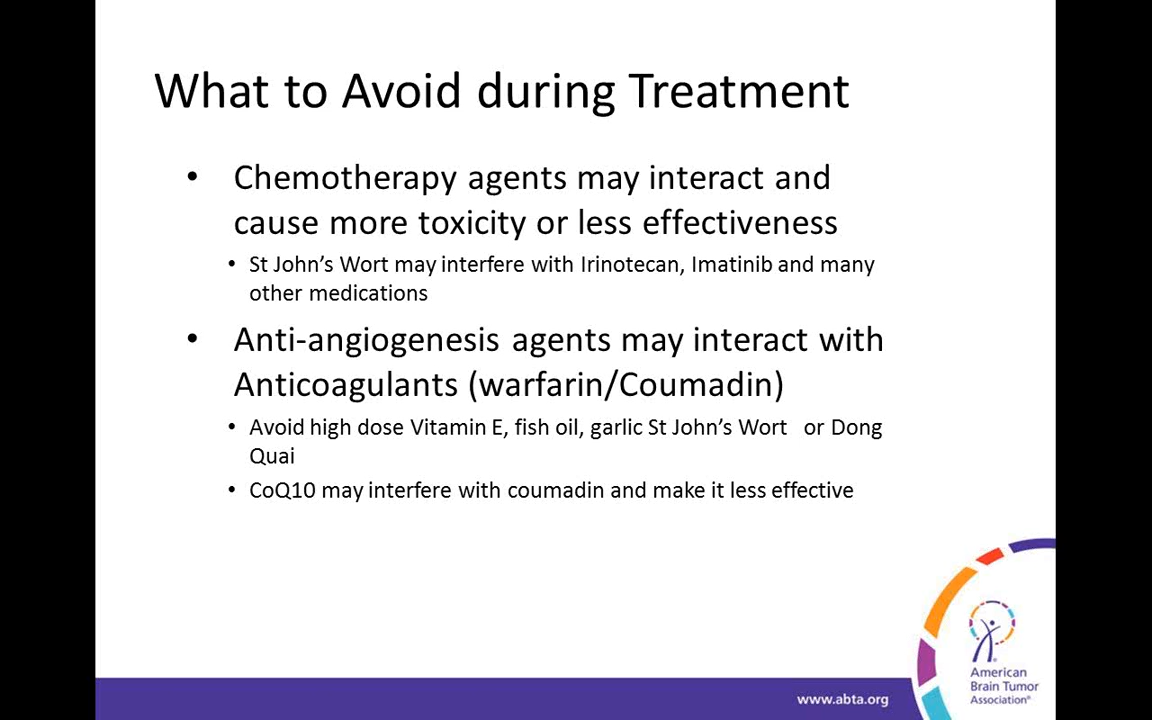 What to Avoid during Treatment
• Chemotherapy agents may interact and
cause more toxicity or less effectiveness
• St John’s Wort may interfere with Irinotecan, Imatinib and many
other medications
• Anti-angiogenesis agents may interact with
Anticoagulants (warfarin/Coumadin)
• Avoid high dose Vitamin E, fish oil, garlic St John’s Wort   or Dong
Quai
• CoQ10 may interfere with coumadin and make it less effective
American
Brain Tumor
Association®
www.abta.org